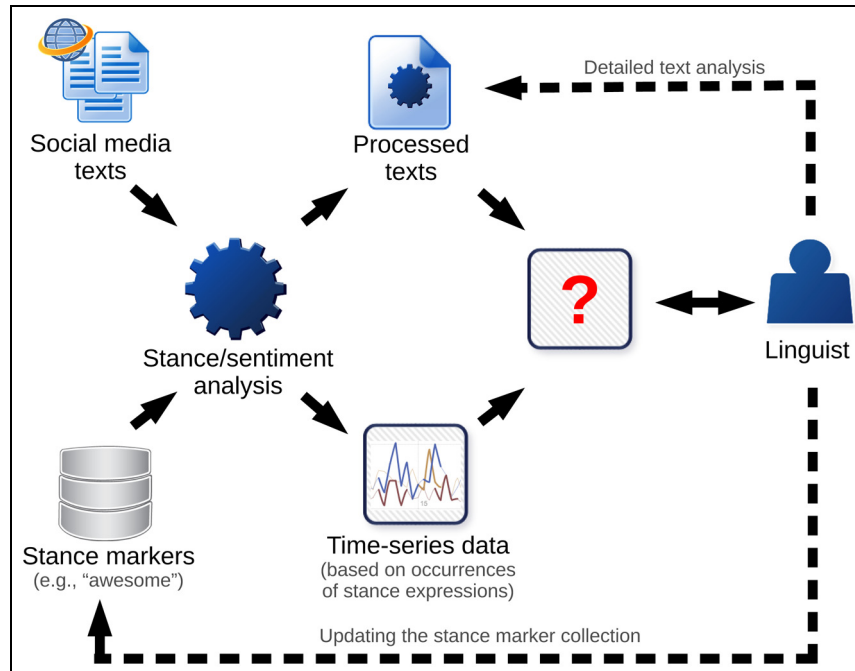 Detailed text analysis
Social media
texts
Processed
texts
?
Linguist
Stance/sentiment
analysis
15
Stance markers
(e.g., “awesome”)
Time-series data
(based on occurrences
of stance expressions)
Updating the stance marker collection